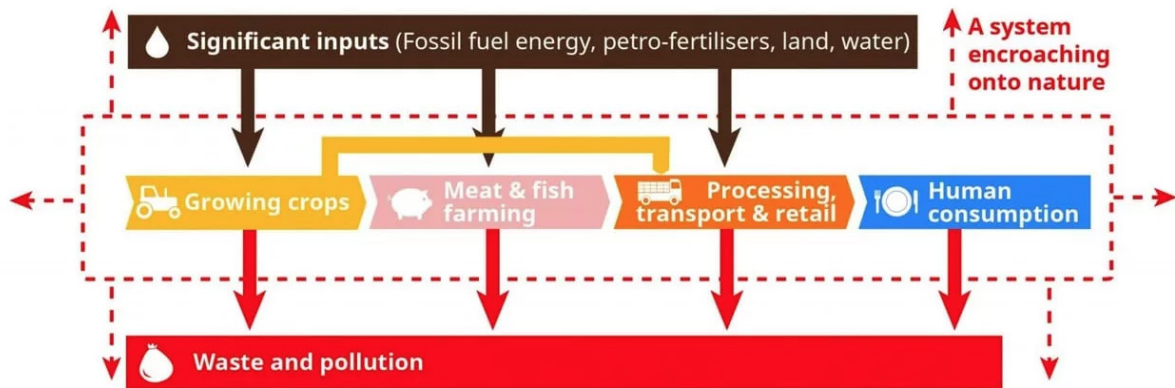 Significant inputs (Fossil fuel energy, petro-fertilisers, land, water)
A system
encroaching
onto nature
Growing crops
Meat & fish
farming
Processing,
transport & retail
Human
consumption
Waste and pollution